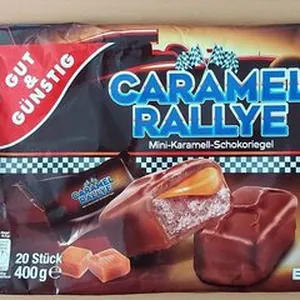 GUT
&
GÜNSTIG
CARAMEL
RALLYE
Mini-Karamell-Schokoriegel
CARAMEL
RALLYE
20 Stück
400g e